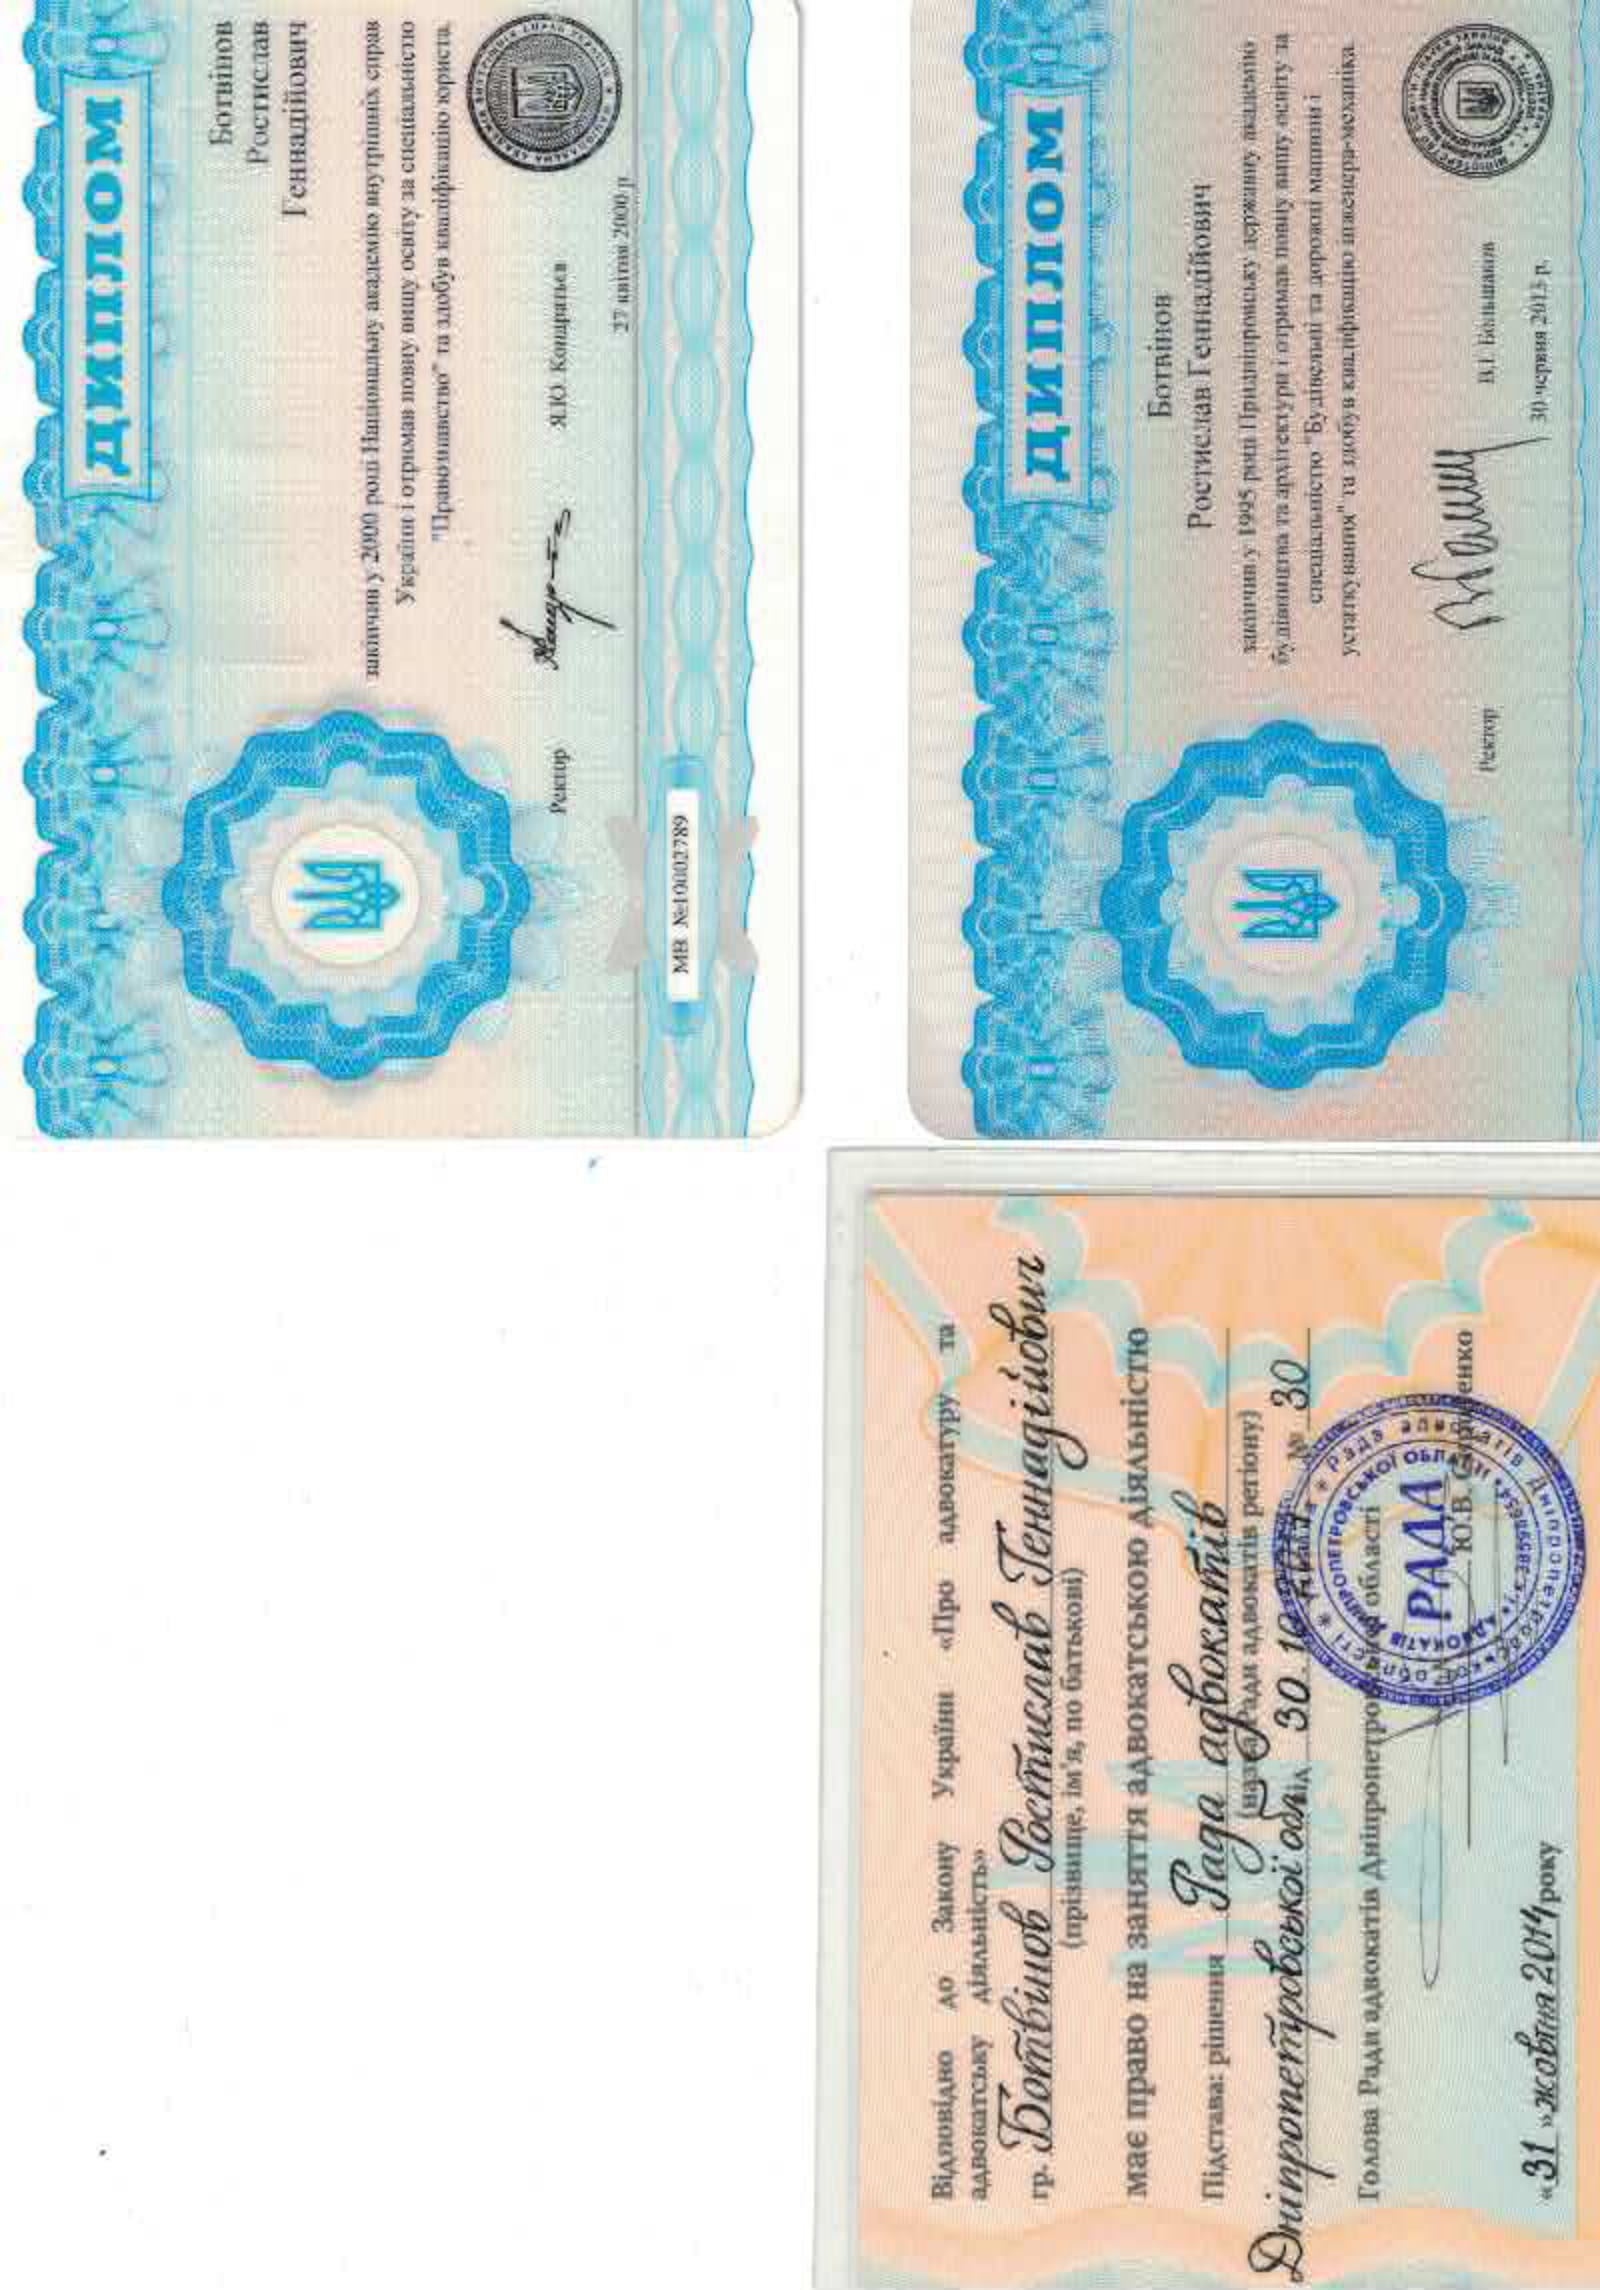 ДИПЛОМ
Ботвінов
Ростислав
Геннадійович
закінчив у 2000 році Національну академію внутрішніх справ
України і отримав повну вищу освіту за спеціальністю
"Правознавство" та здобув кваліфікацію юриста.
Ректор Я.Ю. Кондратьєв
27 квітня 2000 р.
МВ №10002789
Відповідно до Закону України «Про адвокатуру та
адвокатську діяльність»
гр. Ботвінов Ростислав Геннадійович
(прізвище, ім'я, по батькові)
має право на заняття адвокатською діяльністю
Підстава: рішення Рада адвокатів
(назва Ради адвокатів регіону)
Дніпропетровської обл. від 30.10.2014 № 30
Голова Ради адвокатів Дніпропетровської області
РАДА
АДВОКАТІВ ДНІПРОПЕТРОВСЬКОЇ ОБЛАСТІ
Ю.В.
«31» жовтня 2014 року
ДИПЛОМ
Ботвінов
Ростислав Геннадійович
закінчив у 1995 році Придніпровську державну академію
будівництва та архітектури і отримав повну вищу освіту за
спеціальністю "Будівельні та дорожні машини і
устаткування" та здобув кваліфікацію інженера-механіка.
Ректор В.І. Большаков
30 червня 2013 р.